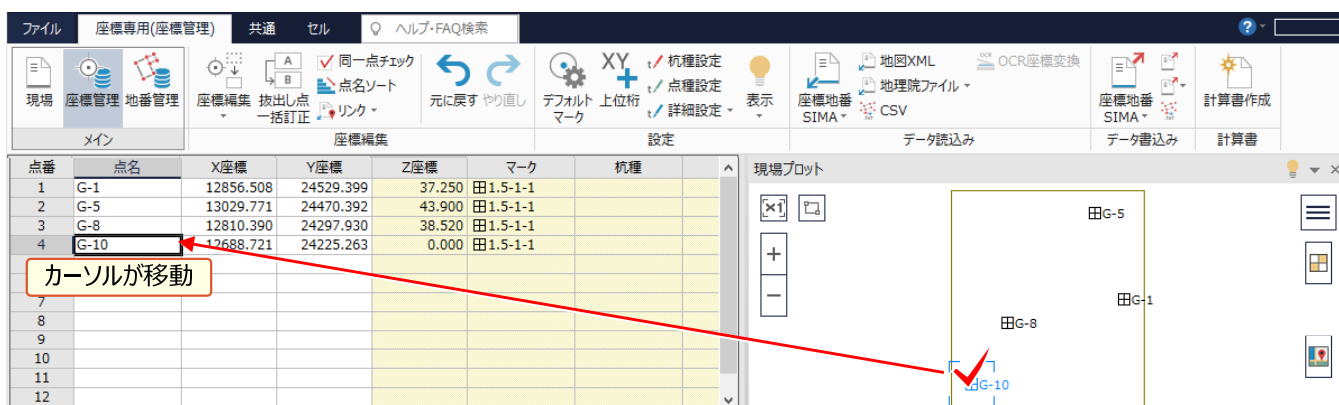 ファイル 座標専用(座標管理) 共通 セル ヘルプ・FAQ検索 ?
現場 座標管理 地番管理 座標編集 抜出し点 一括訂正 A B 同一点チェック 点名ソート リンク 元に戻す やり直し デフォルト マーク XY 上位桁 杭種設定 点種設定 詳細設定 表示 座標地番 SIMA 地図XML 地理院ファイル CSV OCR OCR座標変換 座標地番 SIMA 計算書作成
メイン 座標編集 設定 データ読込み データ書込み 計算書
点番 点名 X座標 Y座標 Z座標 マーク 杭種 現場プロット
1 G-1 12856.508 24529.399 37.250 田1.5-1-1
2 G-5 13029.771 24470.392 43.900 田1.5-1-1
3 G-8 12810.390 24297.930 38.520 田1.5-1-1
4 G-10 12688.721 24225.263 0.000 田1.5-1-1
カーソルが移動
7
8
9
10
11
12
×1
G-5
G-1
G-8
G-10